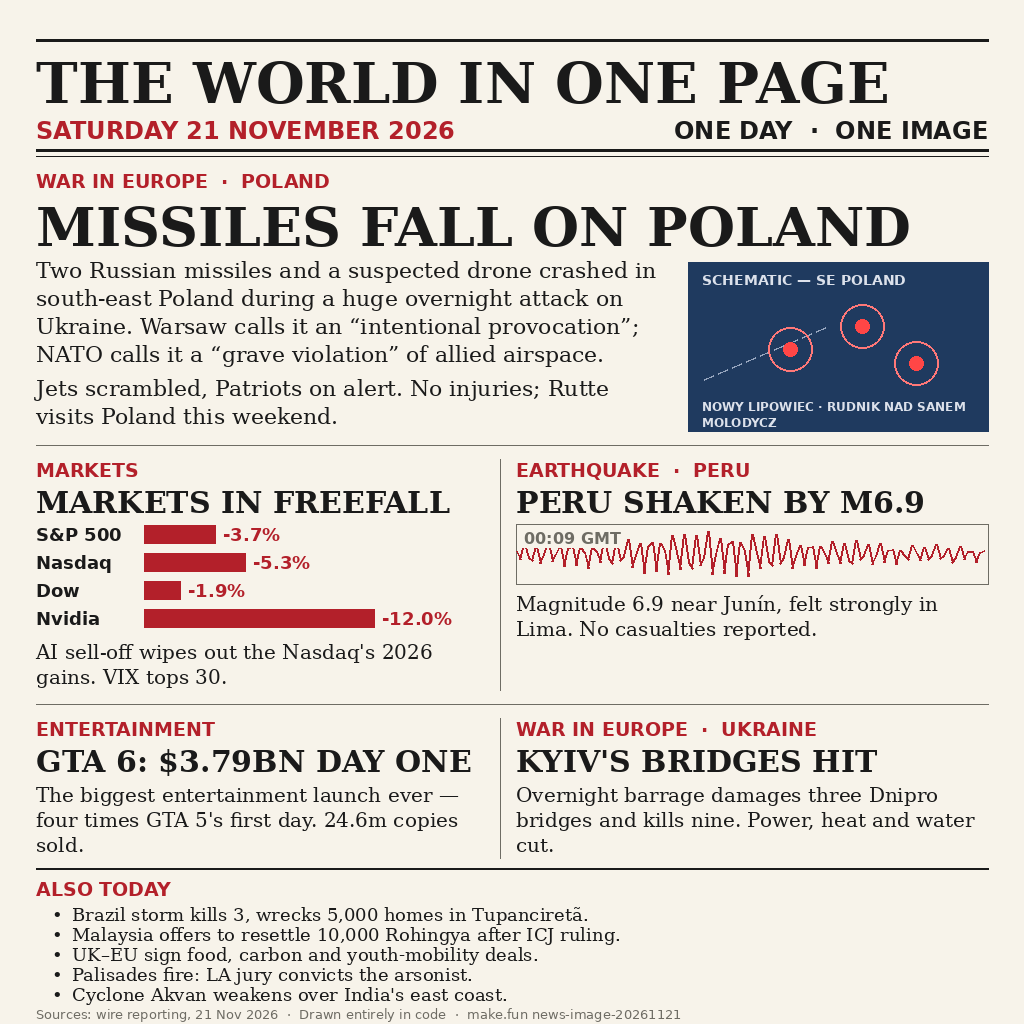 THE WORLD IN ONE PAGE
SATURDAY 21 NOVEMBER 2026
ONE DAY · ONE IMAGE
WAR IN EUROPE · POLAND
MISSILES FALL ON POLAND
Two Russian missiles and a suspected drone crashed in
south-east Poland during a huge overnight attack on
Ukraine. Warsaw calls it an “intentional provocation”;
NATO calls it a “grave violation” of allied airspace.
Jets scrambled, Patriots on alert. No injuries; Rutte
visits Poland this weekend.
SCHEMATIC — SE POLAND
NOWY LIPOWIEC · RUDNIK NAD SANEM
MOLODYCZ
MARKETS
MARKETS IN FREEFALL
S&P 500 -3.7%
Nasdaq -5.3%
Dow -1.9%
Nvidia -12.0%
AI sell-off wipes out the Nasdaq's 2026
gains. VIX tops 30.
EARTHQUAKE · PERU
PERU SHAKEN BY M6.9
00:09 GMT
Magnitude 6.9 near Junín, felt strongly in
Lima. No casualties reported.
ENTERTAINMENT
GTA 6: $3.79BN DAY ONE
The biggest entertainment launch ever —
four times GTA 5's first day. 24.6m copies
sold.
WAR IN EUROPE · UKRAINE
KYIV'S BRIDGES HIT
Overnight barrage damages three Dnipro
bridges and kills nine. Power, heat and water
cut.
ALSO TODAY
• Brazil storm kills 3, wrecks 5,000 homes in Tupanciretã.
• Malaysia offers to resettle 10,000 Rohingya after ICJ ruling.
• UK–EU sign food, carbon and youth-mobility deals.
• Palisades fire: LA jury convicts the arsonist.
• Cyclone Akvan weakens over India's east coast.
Sources: wire reporting, 21 Nov 2026 · Drawn entirely in code · make.fun news-image-20261121